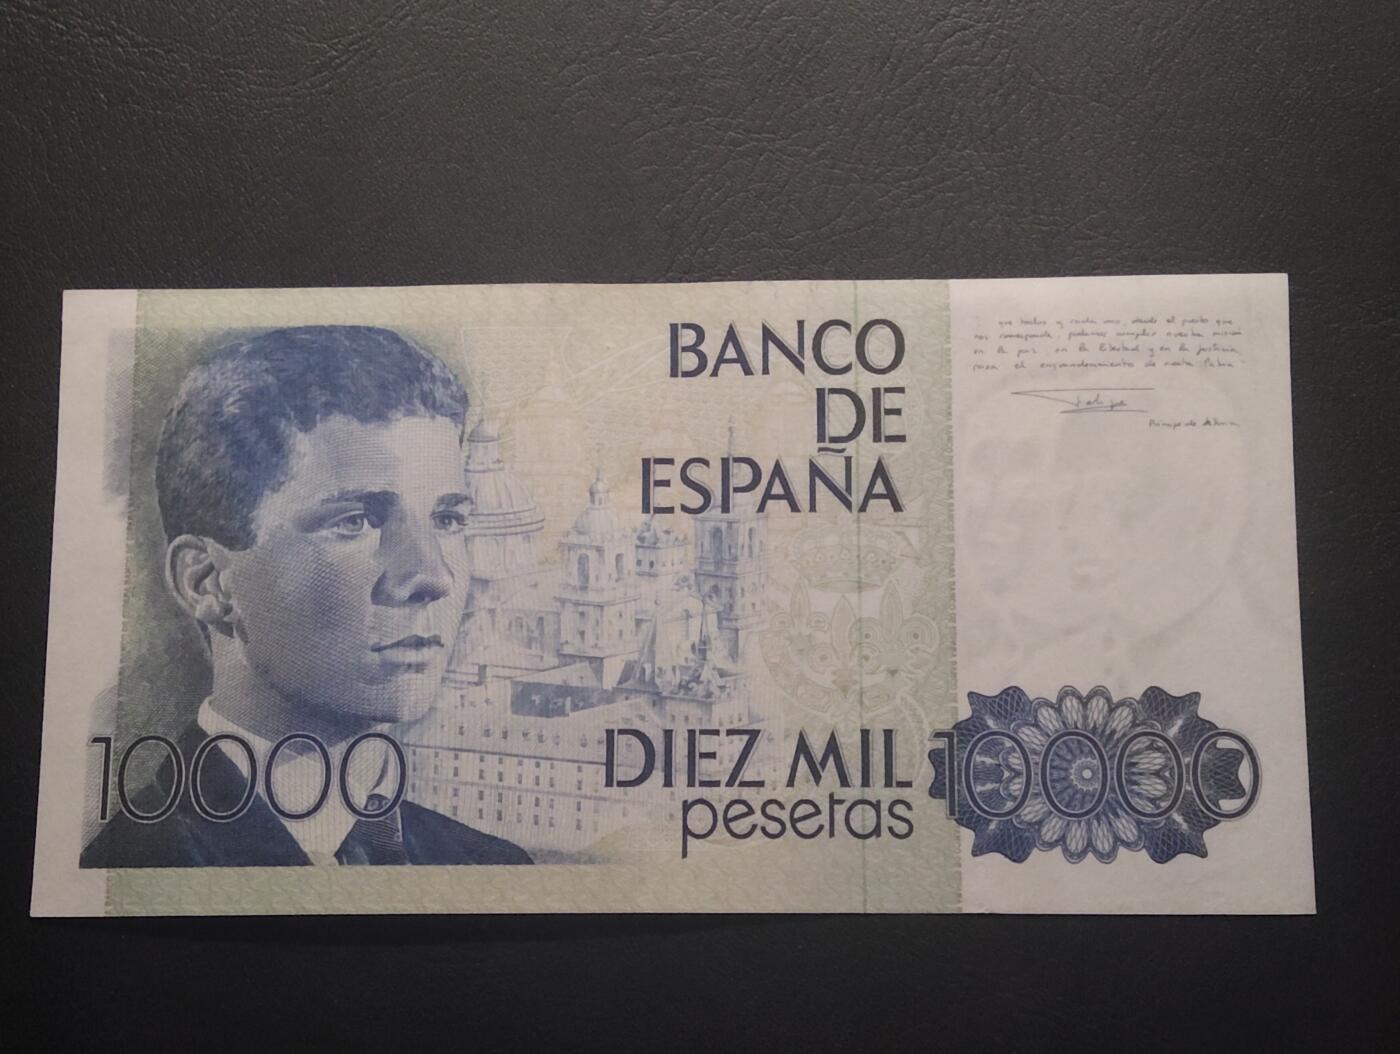 BANCO
DE
ESPAÑA
que todos y cada uno, desde el puesto que
nos corresponde, podamos cumplir nuestra misión
en la paz, en la libertad y en la justicia,
para el engrandecimiento de nuestra Patria"
Felipe
Príncipe de Asturias
10000
DIEZ MIL
pesetas
10000